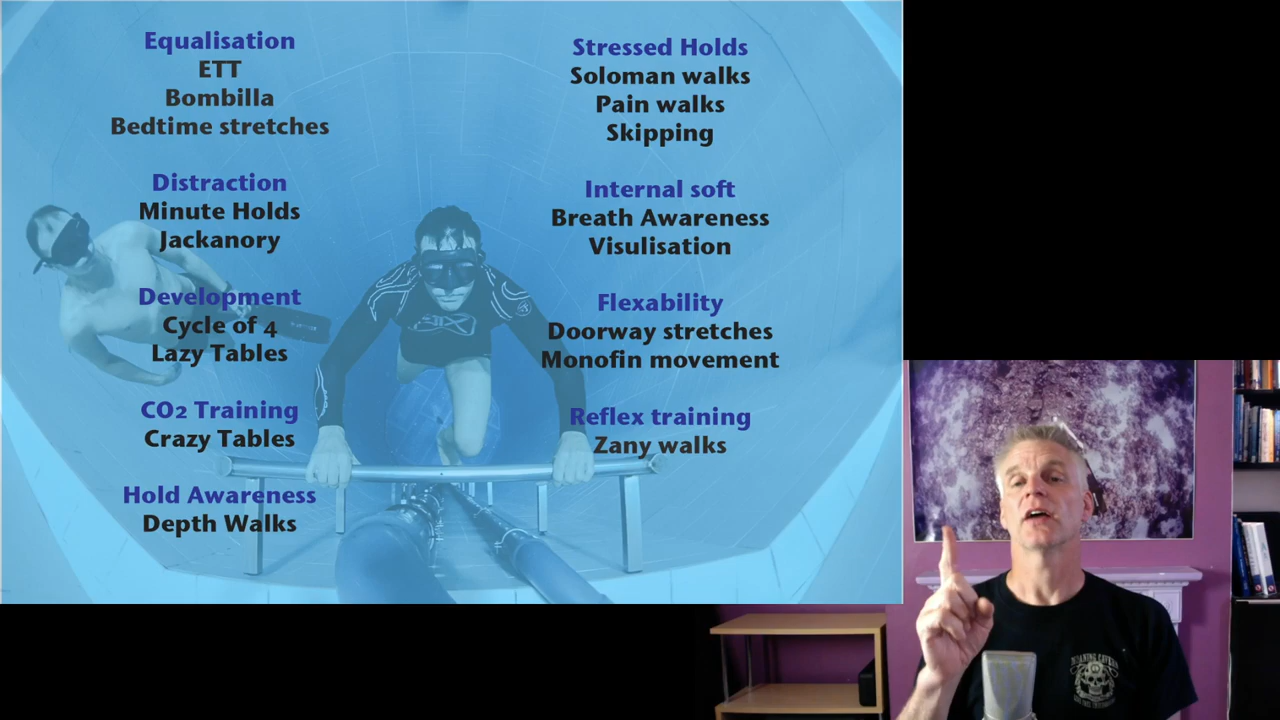 Equalisation
ETT
Bombilla
Bedtime stretches
Distraction
Minute Holds
Jackanory
Development
Cycle of 4
Lazy Tables
CO2 Training
Crazy Tables
Hold Awareness
Depth Walks
Stressed Holds
Soloman walks
Pain walks
Skipping
Internal soft
Breath Awareness
Visulisation
Flexability
Doorway stretches
Monofin movement
Reflex training
Zany walks